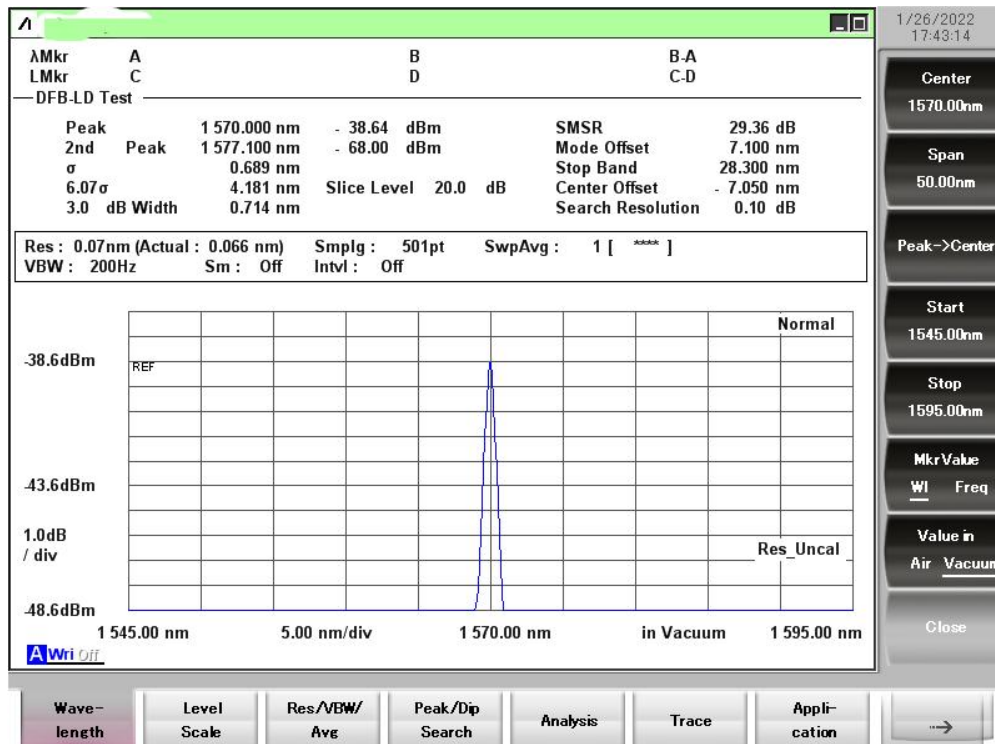 1/26/2022
17:43:14
λMkr A B B-A
LMkr C D C-D
DFB-LD Test
Peak 1 570.000 nm - 38.64 dBm SMSR 29.36 dB
2nd Peak 1 577.100 nm - 68.00 dBm Mode Offset 7.100 nm
σ 0.689 nm Stop Band 28.300 nm
6.07σ 4.181 nm Slice Level 20.0 dB Center Offset - 7.050 nm
3.0 dB Width 0.714 nm Search Resolution 0.10 dB
Res : 0.07nm (Actual : 0.066 nm) Smplg : 501pt SwpAvg : 1 [ **** ]
VBW : 200Hz Sm : Off Intvl : Off
Normal
-38.6dBm
REF
-43.6dBm
1.0dB
/ div
Res_Uncal
-48.6dBm
1 545.00 nm 5.00 nm/div 1 570.00 nm in Vacuum 1 595.00 nm
A Wri Off
Center
1570.00nm
Span
50.00nm
Peak->Center
Start
1545.00nm
Stop
1595.00nm
MkrValue
Wl Freq
Value in
Air Vacuum
Close
Wave-
length
Level
Scale
Res/VBW/
Avg
Peak/Dip
Search
Analysis
Trace
Appli-
cation